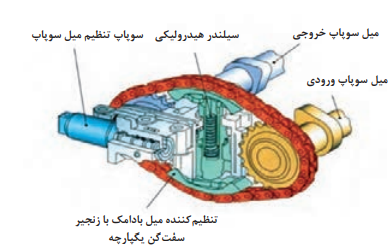 میل سوپاپ خروجی
سیلندر هیدرولیکی
سوپاپ تنظیم میل سوپاپ
میل سوپاپ ورودی
تنظیم‌کننده میل بادامک با زنجیر
سفت‌کن یکپارچه